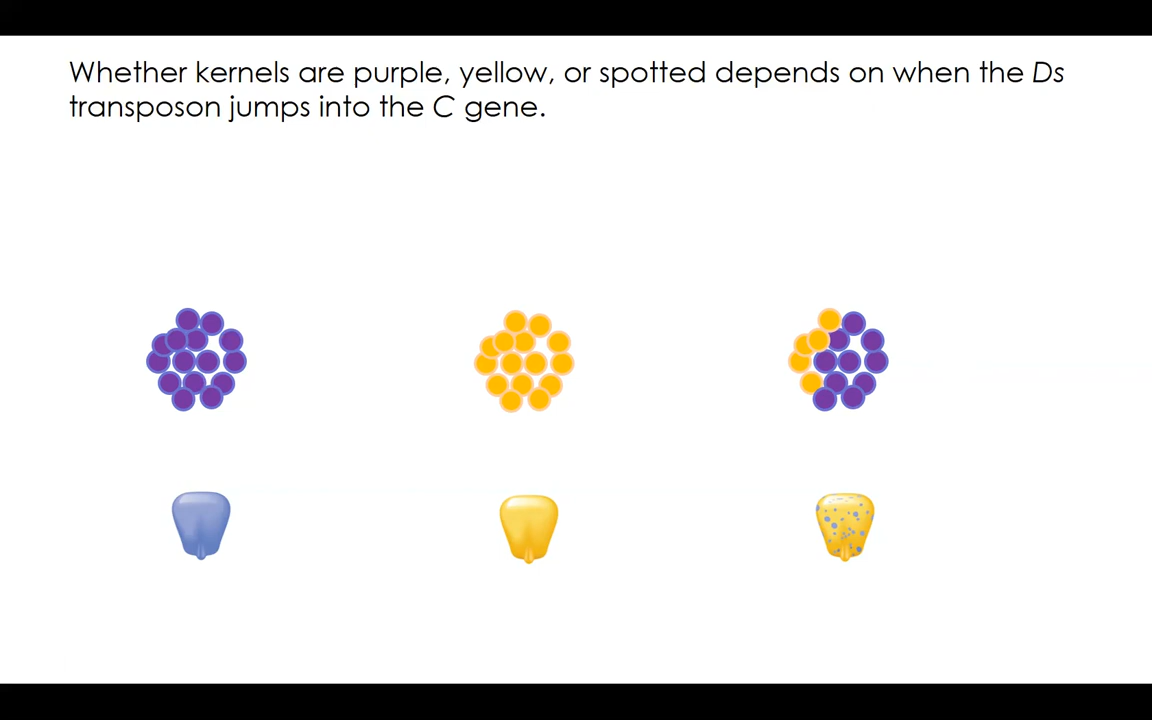 Whether kernels are purple, yellow, or spotted depends on when the Ds
transposon jumps into the C gene.